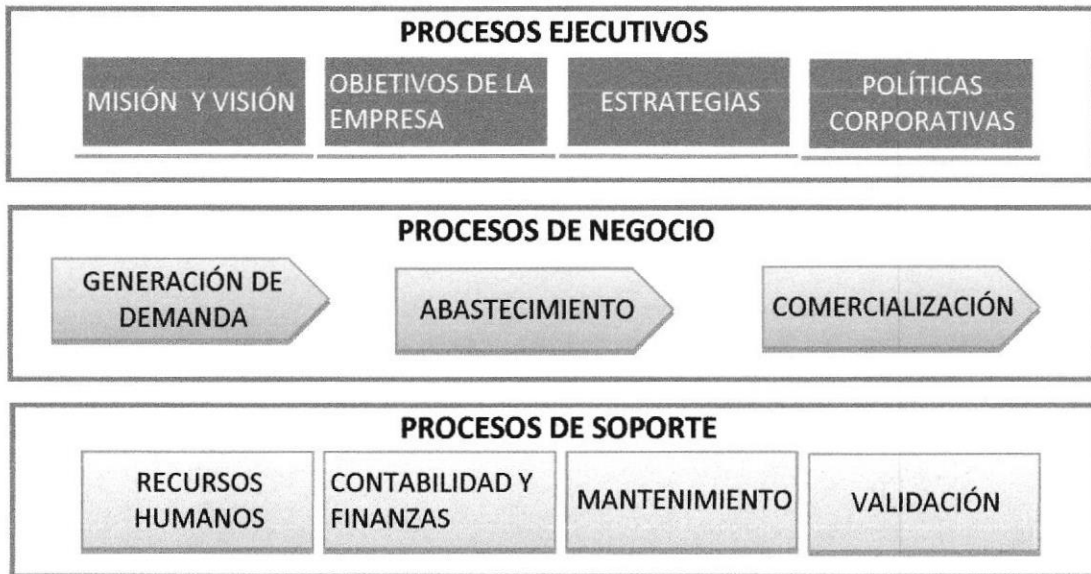 PROCESOS EJECUTIVOS
MISIÓN Y VISIÓN
OBJETIVOS DE LA
EMPRESA
ESTRATEGIAS
POLÍTICAS
CORPORATIVAS
PROCESOS DE NEGOCIO
GENERACIÓN DE
DEMANDA
ABASTECIMIENTO
COMERCIALIZACIÓN
PROCESOS DE SOPORTE
RECURSOS
HUMANOS
CONTABILIDAD Y
FINANZAS
MANTENIMIENTO
VALIDACIÓN